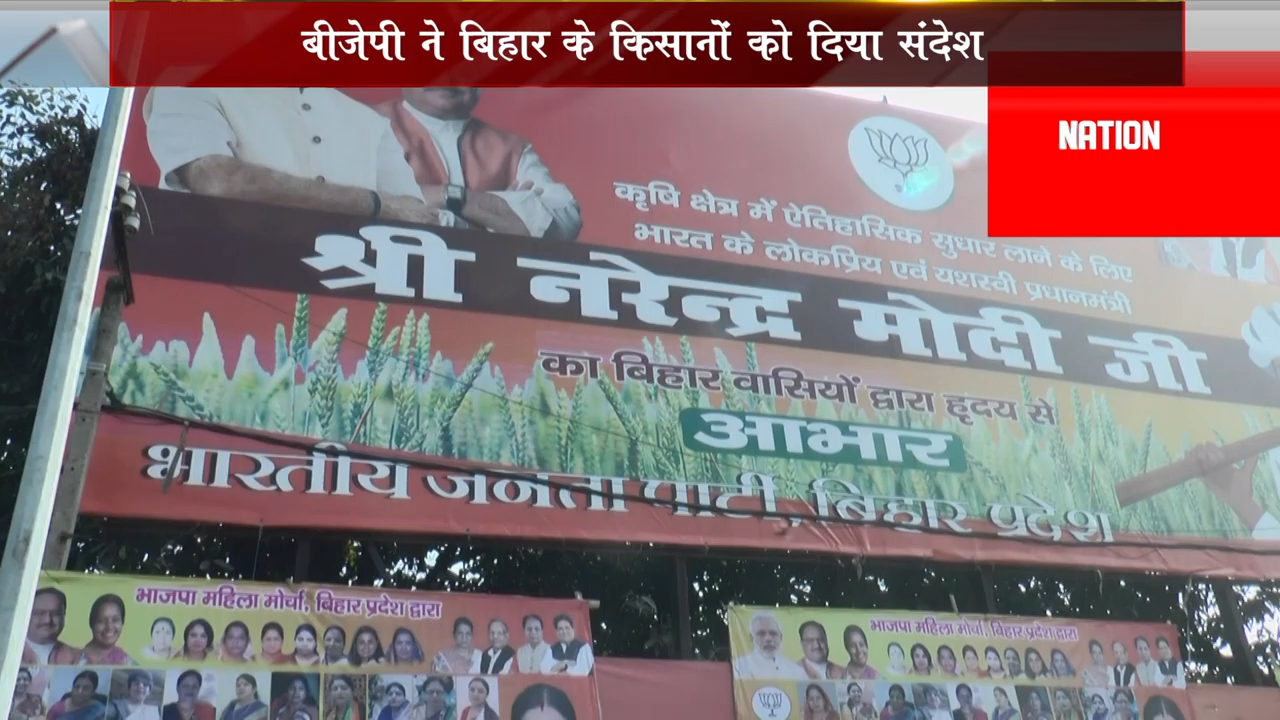 बीजेपी ने बिहार के किसानों को दिया संदेश
NATION
कृषि क्षेत्र में ऐतिहासिक सुधार लाने के लिए
भारत के लोकप्रिय एवं यशस्वी प्रधानमंत्री
श्री नरेन्द्र मोदी जी
का बिहार वासियों द्वारा हृदय से
आभार
भारतीय जनता पार्टी, बिहार प्रदेश
भाजपा महिला मोर्चा, बिहार प्रदेश द्वारा
भाजपा महिला मोर्चा, बिहार प्रदेश द्वारा